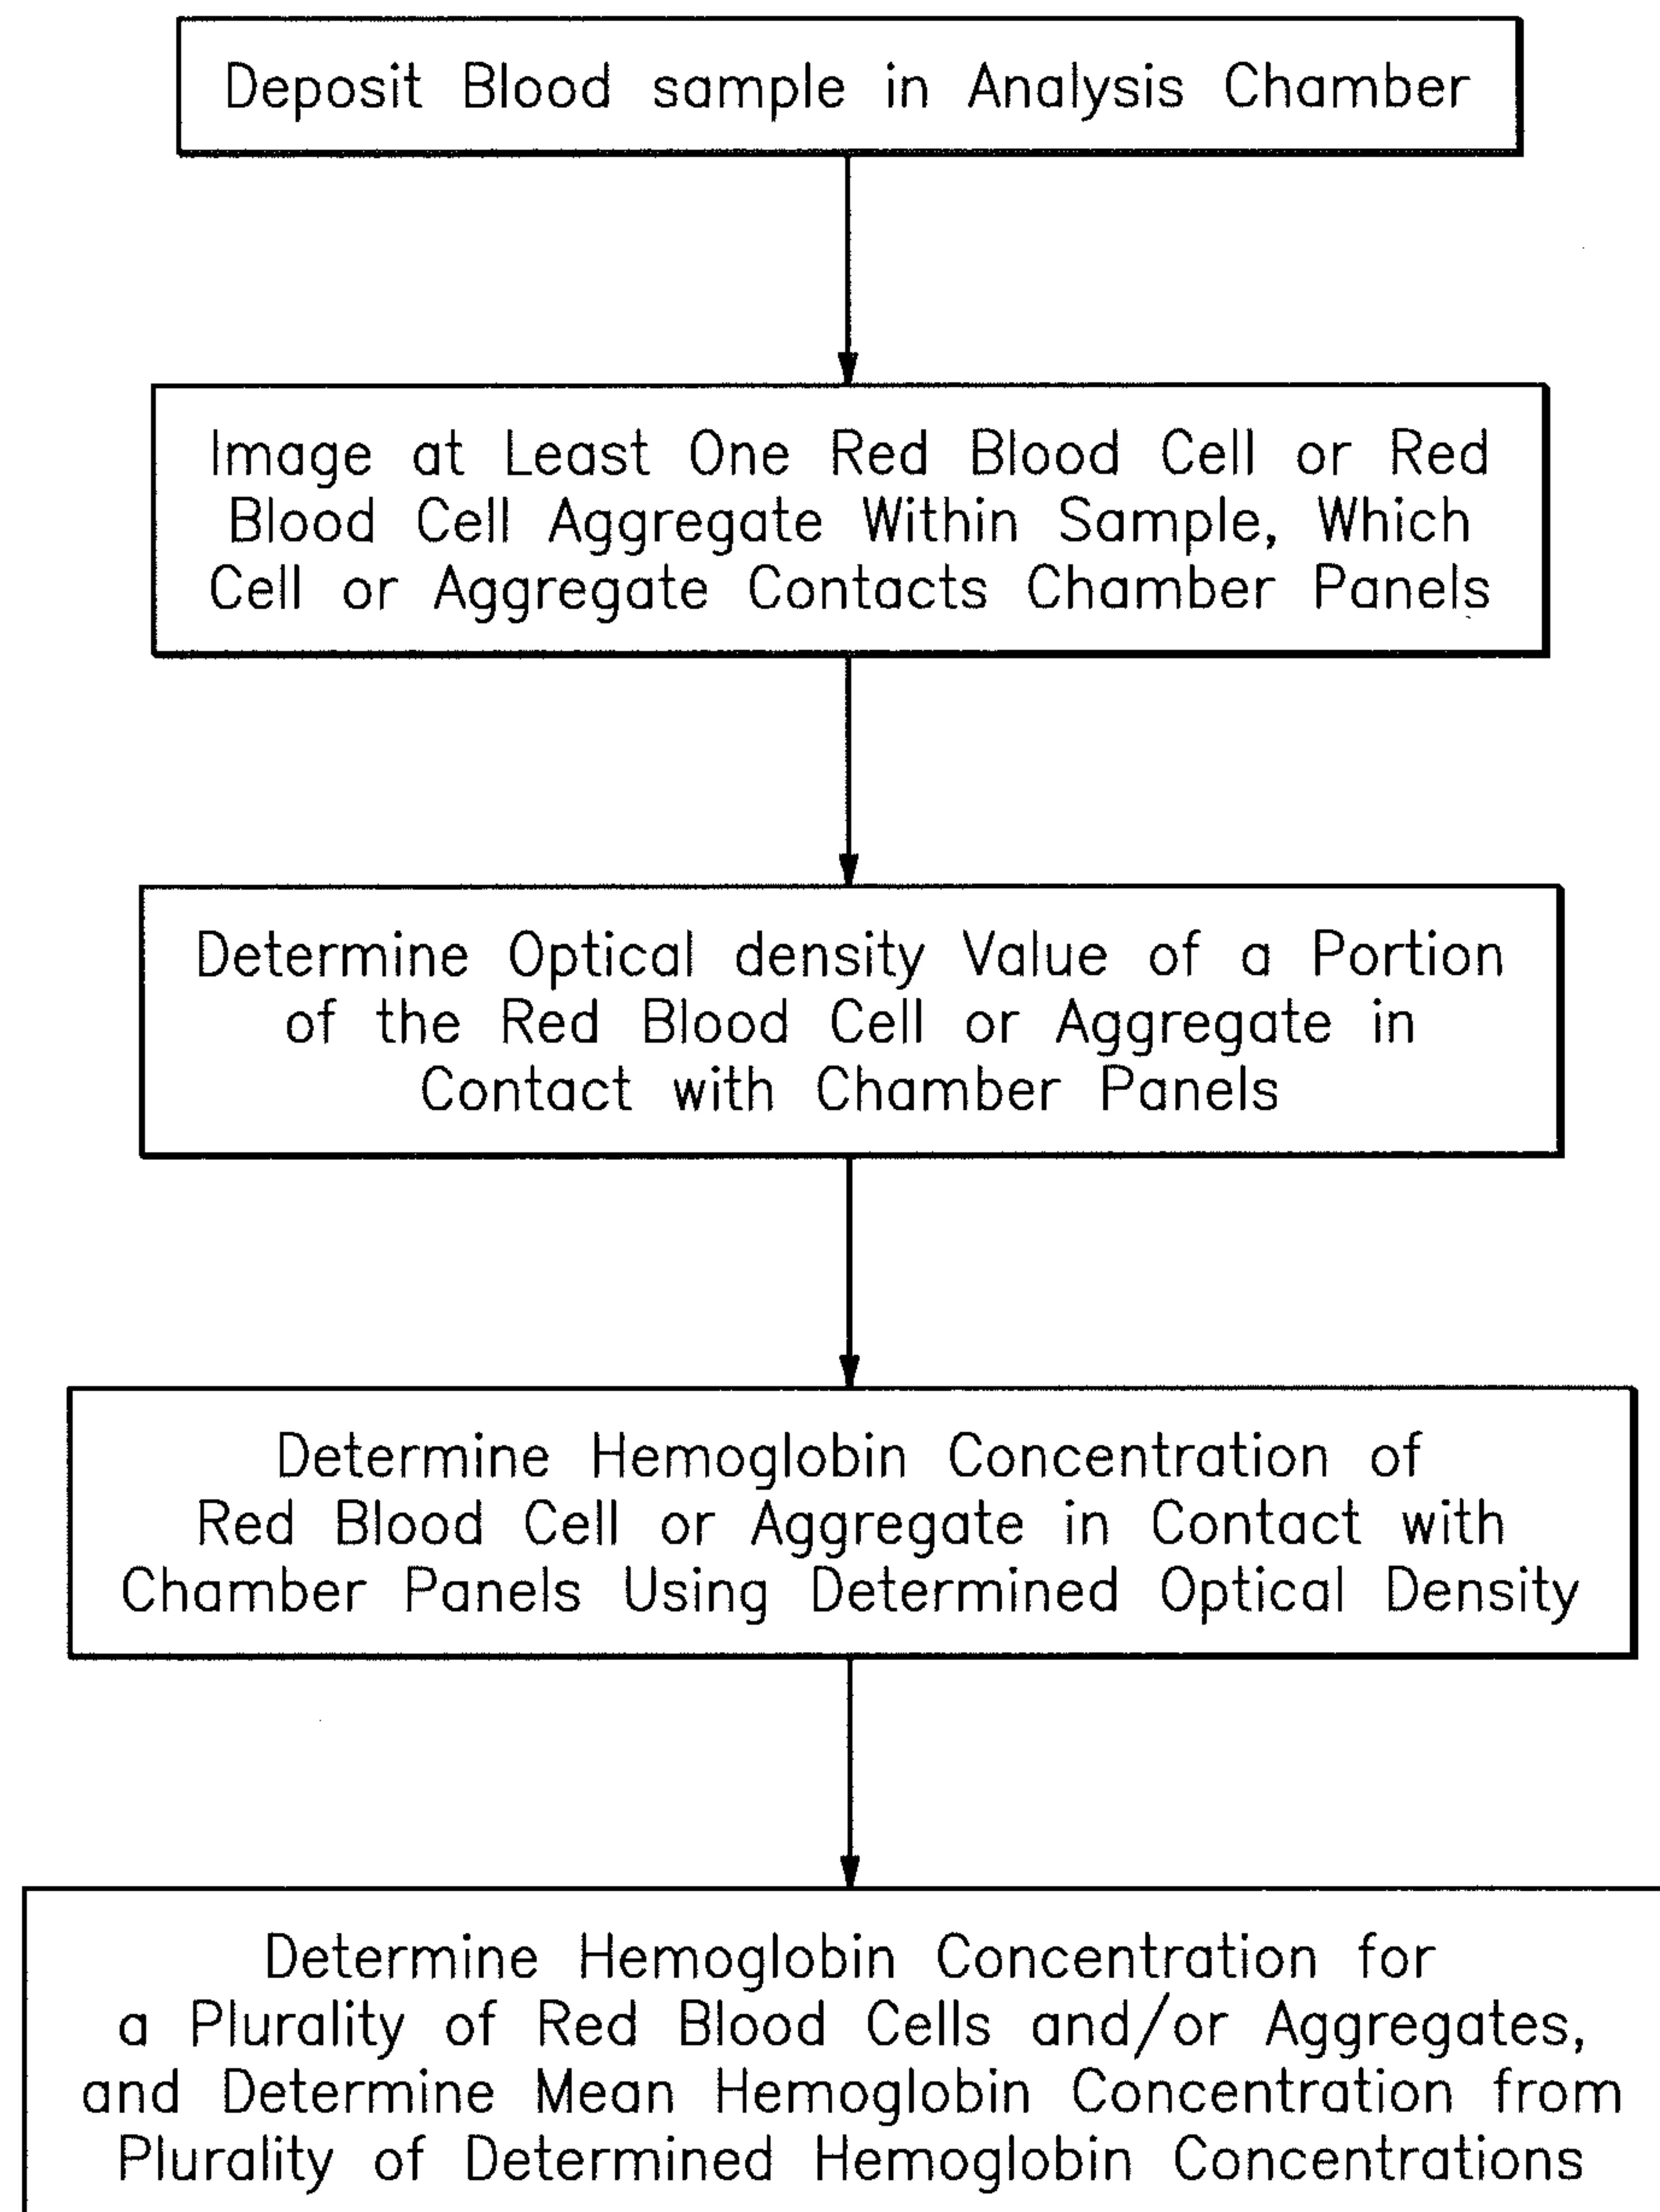 Deposit Blood sample in Analysis Chamber
Image at Least One Red Blood Cell or Red
Blood Cell Aggregate Within Sample, Which
Cell or Aggregate Contacts Chamber Panels
Determine Optical density Value of a Portion
of the Red Blood Cell or Aggregate in
Contact with Chamber Panels
Determine Hemoglobin Concentration of
Red Blood Cell or Aggregate in Contact with
Chamber Panels Using Determined Optical Density
Determine Hemoglobin Concentration for
a Plurality of Red Blood Cells and/or Aggregates,
and Determine Mean Hemoglobin Concentration from
Plurality of Determined Hemoglobin Concentrations